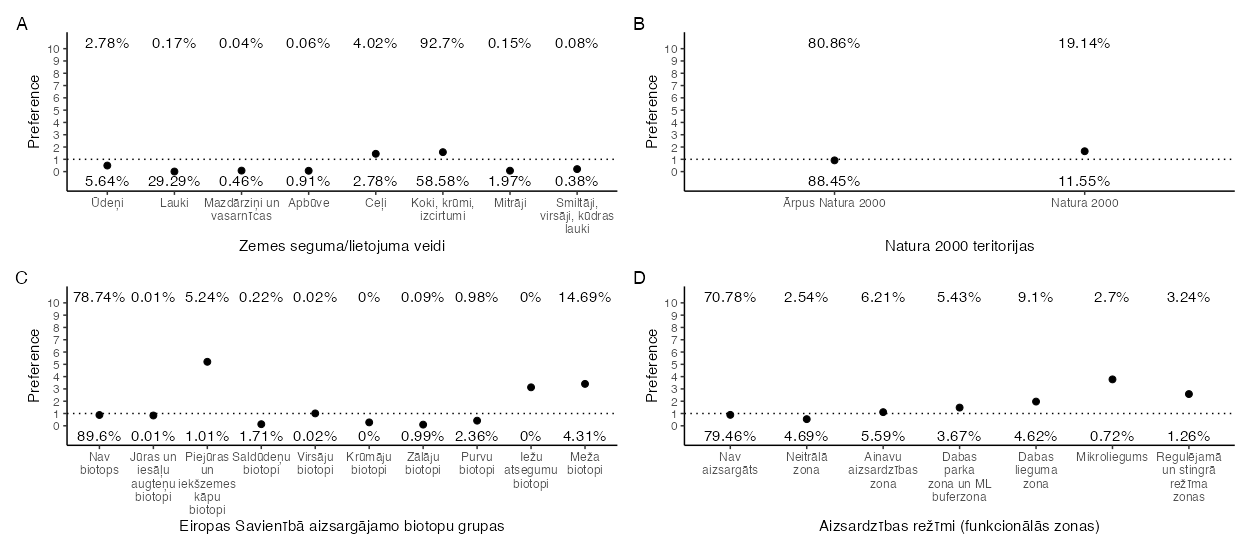 A
2.78% 0.17% 0.04% 0.06% 4.02% 92.7% 0.15% 0.08%
10
9
8
7
6
5
4
3
2
1
0
Preference
5.64% 29.29% 0.46% 0.91% 2.78% 58.58% 1.97% 0.38%
Ūdeņi Lauki Mazdārziņi un Apbūve Ceļi Koki, krūmi, Mitrāji Smiltāji,
vasarnīcas izcirtumi virsāji, kūdras
lauki
Zemes seguma/lietojuma veidi
B
80.86% 19.14%
10
9
8
7
6
5
4
3
2
1
0
Preference
88.45% 11.55%
Ārpus Natura 2000 Natura 2000
Natura 2000 teritorijas
C
78.74% 0.01% 5.24% 0.22% 0.02% 0% 0.09% 0.98% 0% 14.69%
10
9
8
7
6
5
4
3
2
1
0
Preference
89.6% 0.01% 1.01% 1.71% 0.02% 0% 0.99% 2.36% 0% 4.31%
Nav Jūras un Piejūras Saldūdeņu Virsāju Krūmāju Zālāju Purvu Iežu Meža
biotops iesāļu un biotopi biotopi biotopi biotopi biotopi atsegumu biotopi
augteņu iekšzemes biotopi
biotopi kāpu
biotopi
Eiropas Savienībā aizsargājamo biotopu grupas
D
70.78% 2.54% 6.21% 5.43% 9.1% 2.7% 3.24%
10
9
8
7
6
5
4
3
2
1
0
Preference
79.46% 4.69% 5.59% 3.67% 4.62% 0.72% 1.26%
Nav Neitrālā Ainavu Dabas Dabas Mikroliegums Regulējamā
aizsargāts zona aizsardzības parka lieguma un stingrā
zona zona un ML zona režīma
buferzona zonas
Aizsardzības režīmi (funkcionālās zonas)